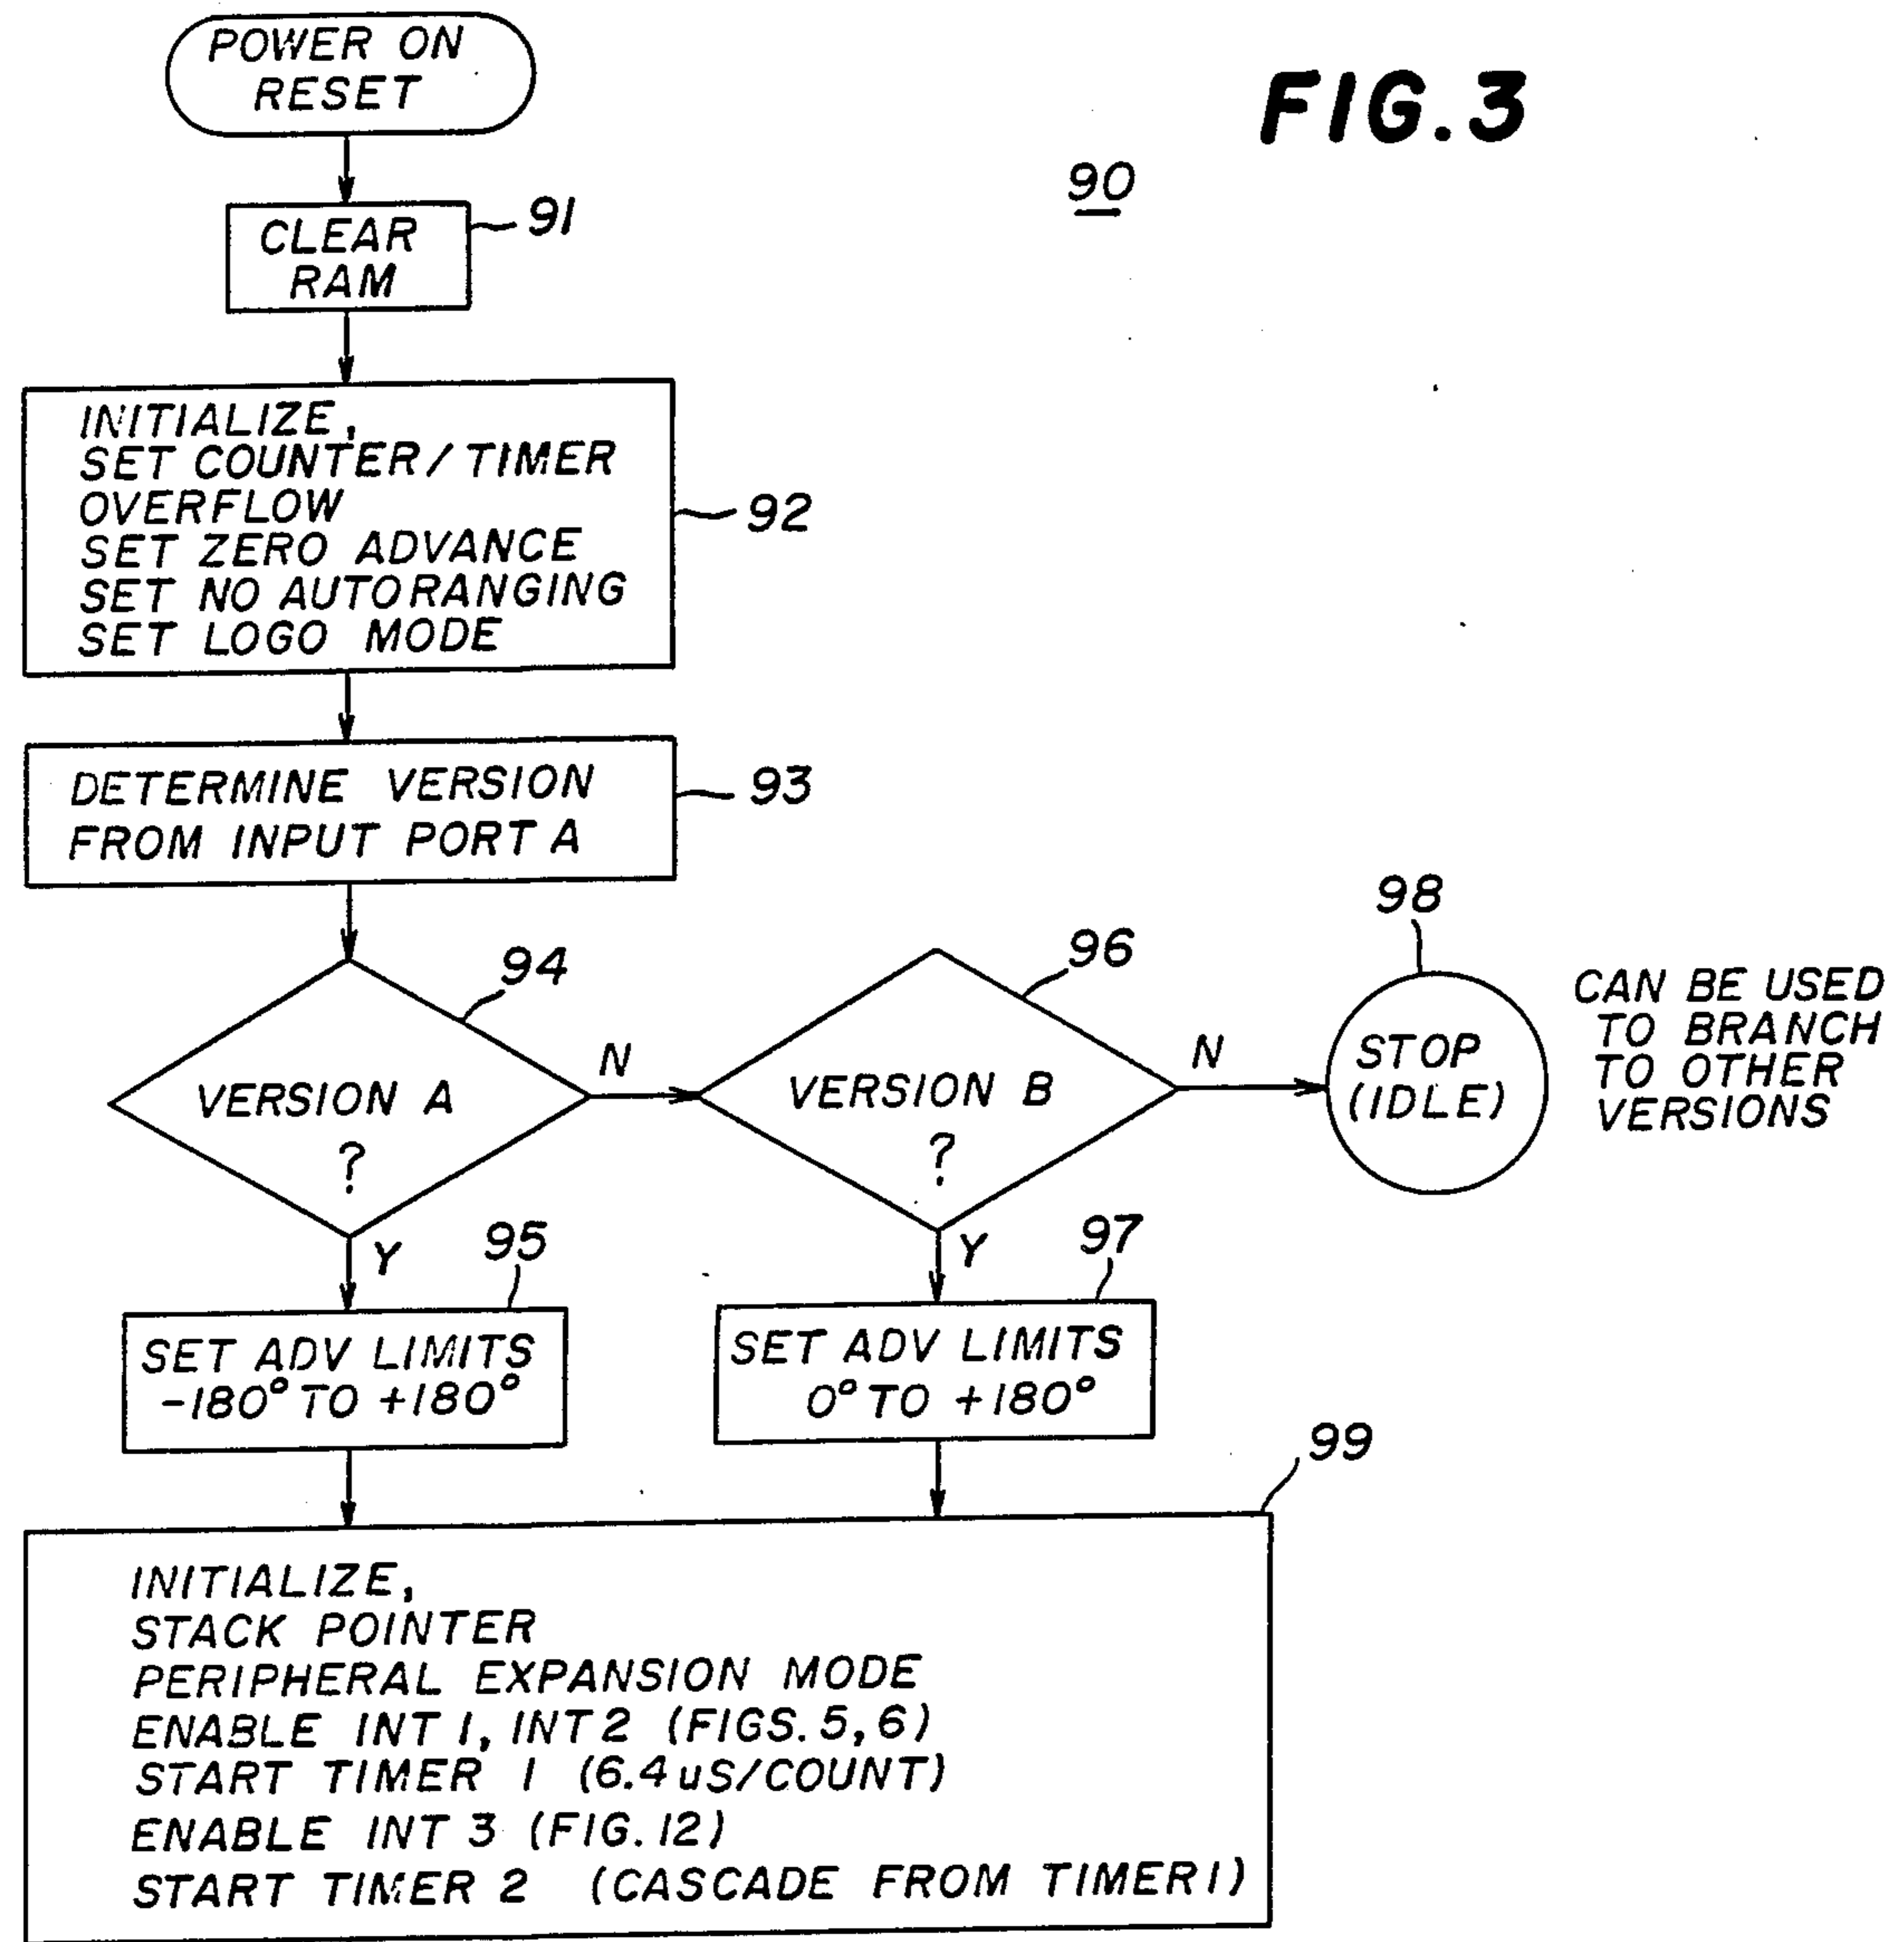 POWER ON
RESET
FIG.3
90
CLEAR
RAM
91
INITIALIZE,
SET COUNTER/TIMER
OVERFLOW
SET ZERO ADVANCE
SET NO AUTORANGING
SET LOGO MODE
92
DETERMINE VERSION
FROM INPUT PORT A
93
94
VERSION A
?
N
Y
96
VERSION B
?
N
Y
98
STOP
(IDLE)
CAN BE USED
TO BRANCH
TO OTHER
VERSIONS
95
SET ADV LIMITS
-180° TO +180°
97
SET ADV LIMITS
0° TO +180°
99
INITIALIZE,
STACK POINTER
PERIPHERAL EXPANSION MODE
ENABLE INT 1, INT 2 (FIGS. 5, 6)
START TIMER 1 (6.4 uS/COUNT)
ENABLE INT 3 (FIG. 12)
START TIMER 2 (CASCADE FROM TIMER 1)